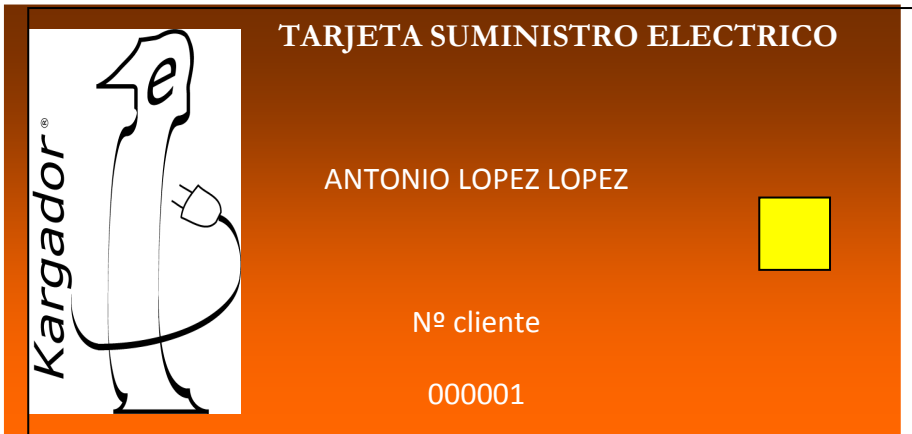 TARJETA SUMINISTRO ELECTRICO
e
Kargador®
ANTONIO LOPEZ LOPEZ
Nº cliente
000001